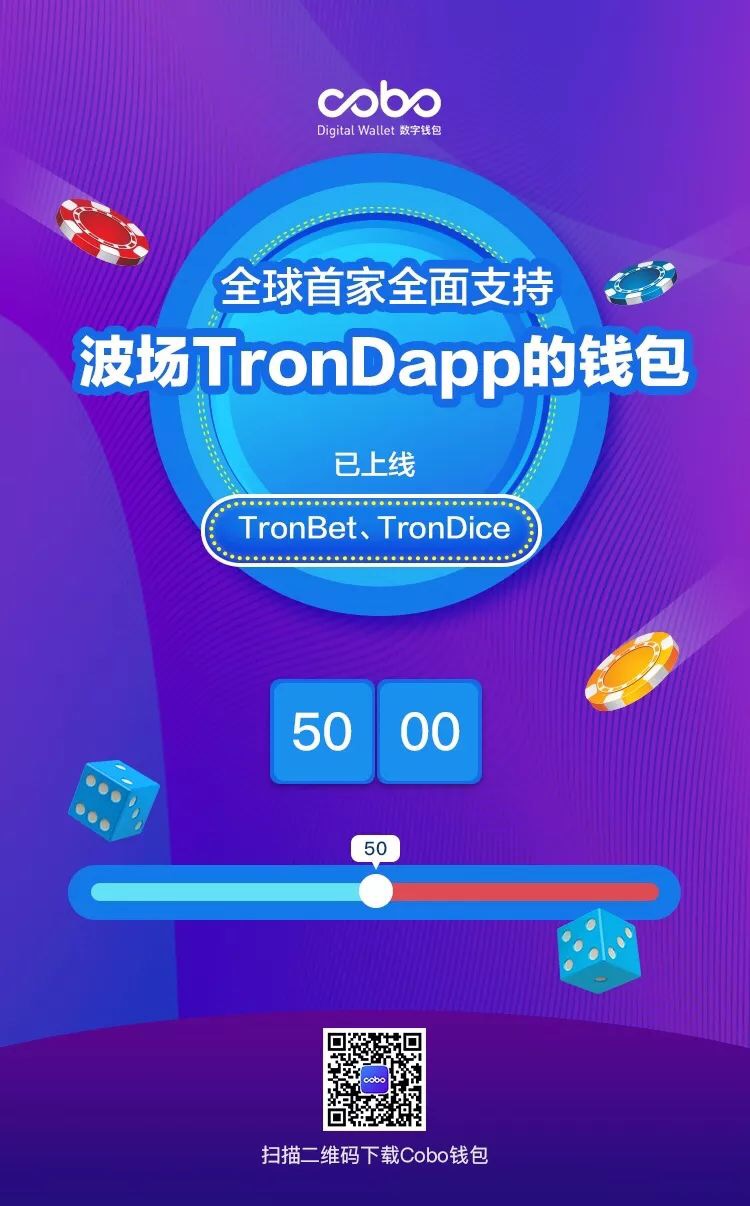 cobo
Digital Wallet 数字钱包
全球首家全面支持
波场TronDapp的钱包
已上线
TronBet、TronDice
50 00
50
cobo
扫描二维码下载Cobo钱包